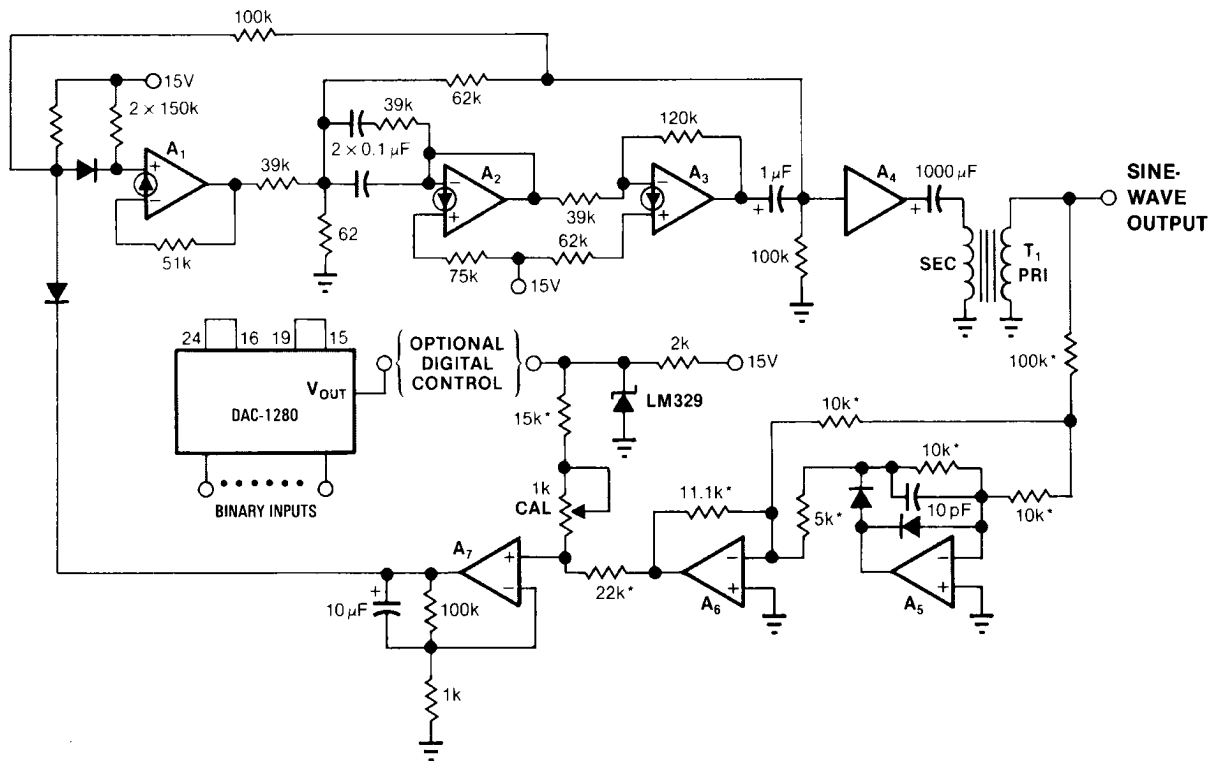 100k
15V
2 × 150k
A1
51k
39k
62k
39k
2 × 0.1 µF
62
A2
75k
15V
39k
120k
A3
62k
1 µF
+
100k
A4
1000 µF
+
SEC
T1
PRI
SINE-
WAVE
OUTPUT
24 16 19 15
VOUT
DAC-1280
BINARY INPUTS
OPTIONAL
DIGITAL
CONTROL
2k
15V
LM329
15k*
1k
CAL
100k*
10k*
10k*
10 pF
10k*
5k*
A5
11.1k*
A6
22k*
A7
+
10 µF
100k
1k